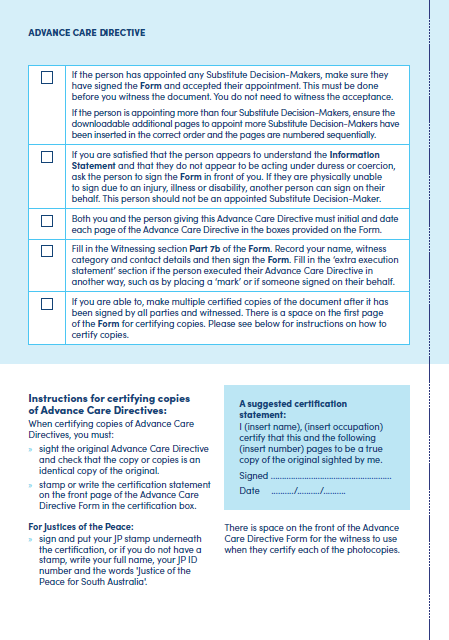 ADVANCE CARE DIRECTIVE
If the person has appointed any Substitute Decision-Makers, make sure they
have signed the Form and accepted their appointment. This must be done
before you witness the document. You do not need to witness the acceptance.
If the person is appointing more than four Substitute Decision-Makers, ensure the
downloadable additional pages to appoint more Substitute Decision-Makers have
been inserted in the correct order and the pages are numbered sequentially.
If you are satisfied that the person appears to understand the Information
Statement and that they do not appear to be acting under duress or coercion,
ask the person to sign the Form in front of you. If they are physically unable
to sign due to an injury, illness or disability, another person can sign on their
behalf. This person should not be an appointed Substitute Decision-Maker.
Both you and the person giving this Advance Care Directive must initial and date
each page of the Advance Care Directive in the boxes provided on the Form.
Fill in the Witnessing section Part 7b of the Form. Record your name, witness
category and contact details and then sign the Form. Fill in the 'extra execution
statement' section if the person executed their Advance Care Directive in
another way, such as by placing a 'mark' or if someone signed on their behalf.
If you are able to, make multiple certified copies of the document after it has
been signed by all parties and witnessed. There is a space on the first page
of the Form for certifying copies. Please see below for instructions on how to
certify copies.
Instructions for certifying copies
of Advance Care Directives:
When certifying copies of Advance Care
Directives, you must:
» sight the original Advance Care Directive
and check that the copy or copies is an
identical copy of the original.
» stamp or write the certification statement
on the front page of the Advance Care
Directive Form in the certification box.
For Justices of the Peace:
» sign and put your JP stamp underneath
the certification, or if you do not have a
stamp, write your full name, your JP ID
number and the words 'Justice of the
Peace for South Australia'.
A suggested certification
statement:
I (insert name), (insert occupation)
certify that this and the following
(insert number) pages to be a true
copy of the original sighted by me.
Signed ..................................................
Date ........../........../..........
There is space on the front of the Advance
Care Directive Form for the witness to use
when they certify each of the photocopies.